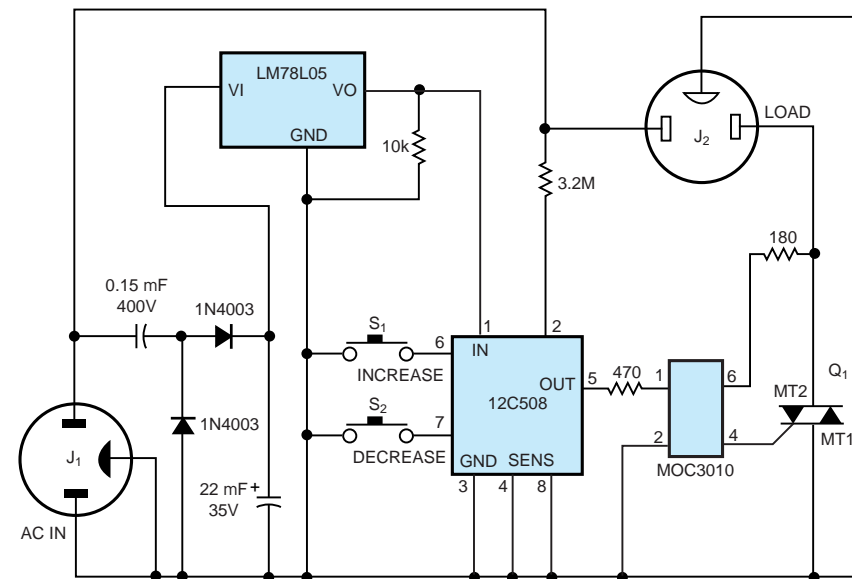 LM78L05
VI
VO
GND
10k
LOAD
J2
3.2M
180
0.15 mF
400V
1N4003
S1
6
INCREASE
1
2
IN
OUT
5
470
1
6
Q1
12C508
MT2
1N4003
S2
7
DECREASE
2
4
MT1
J1
GND
SENS
MOC3010
22 mF +
35V
3
4
8
AC IN